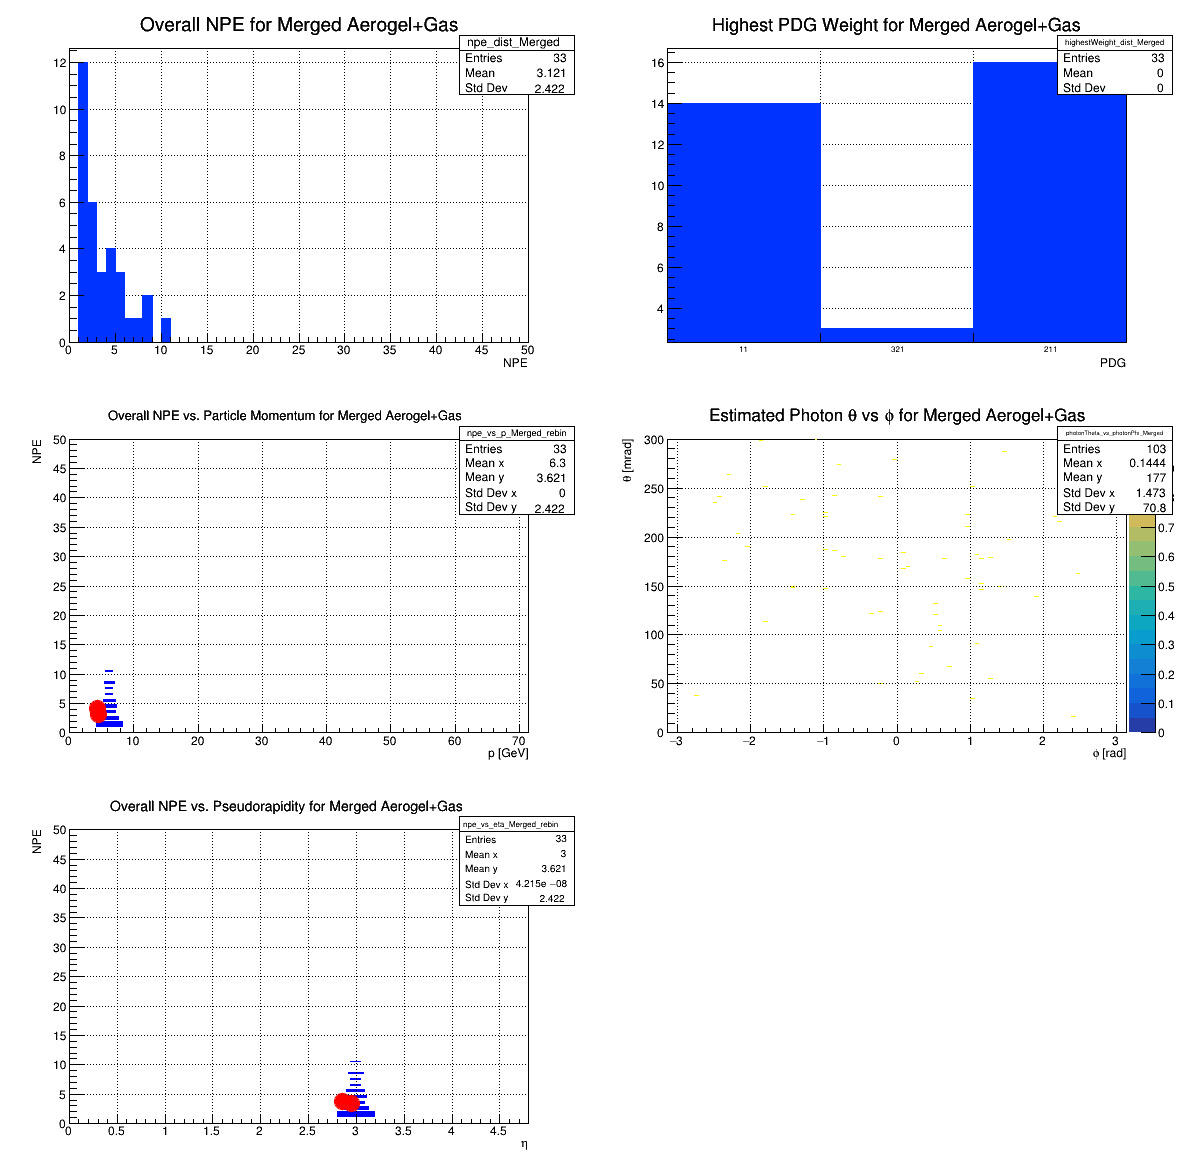 Overall NPE for Merged Aerogel+Gas
npe_dist_Merged
Entries 33
Mean 3.121
Std Dev 2.422
12
10
8
6
4
2
0
0 5 10 15 20 25 30 35 40 45 50
NPE
Highest PDG Weight for Merged Aerogel+Gas
highestWeight_dist_Merged
Entries 33
Mean 0
Std Dev 0
16
14
12
10
8
6
4
11 321 211
PDG
Overall NPE vs. Particle Momentum for Merged Aerogel+Gas
npe_vs_p_Merged_rebin
Entries 33
Mean x 6.3
Mean y 3.621
Std Dev x 0
Std Dev y 2.422
NPE
50
45
40
35
30
25
20
15
10
5
0
0 10 20 30 40 50 60 70
p [GeV]
Estimated Photon θ vs ϕ for Merged Aerogel+Gas
photonTheta_vs_photonPhi_Merged
Entries 103
Mean x 0.1444
Mean y 177
Std Dev x 1.473
Std Dev y 70.8
θ [mrad]
300
250
200
150
100
50
0
−3 −2 −1 0 1 2 3
ϕ [rad]
0.7
0.6
0.5
0.4
0.3
0.2
0.1
0
Overall NPE vs. Pseudorapidity for Merged Aerogel+Gas
npe_vs_eta_Merged_rebin
Entries 33
Mean x 3
Mean y 3.621
Std Dev x 4.215e −08
Std Dev y 2.422
NPE
50
45
40
35
30
25
20
15
10
5
0
0 0.5 1 1.5 2 2.5 3 3.5 4 4.5
η